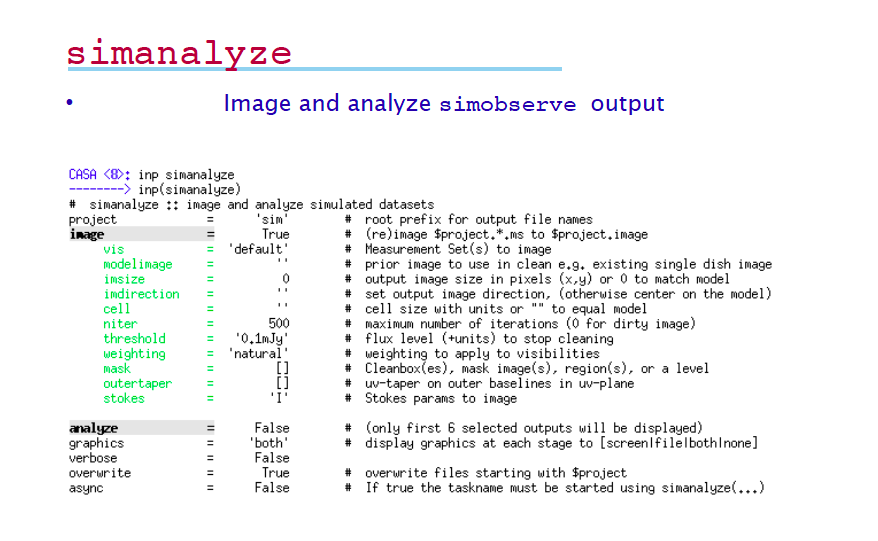 simanalyze
• Image and analyze simobserve output
CASA <8>: inp simanalyze
--------> inp(simanalyze)
# simanalyze :: image and analyze simulated datasets
project = 'sim' # root prefix for output file names
image = True # (re)image $project.*.ms to $project.image
vis = 'default' # Measurement Set(s) to image
modelimage = '' # prior image to use in clean e.g. existing single dish image
imsize = 0 # output image size in pixels (x,y) or 0 to match model
imdirection = '' # set output image direction, (otherwise center on the model)
cell = '' # cell size with units or "" to equal model
niter = 500 # maximum number of iterations (0 for dirty image)
threshold = '0.1mJy' # flux level (+units) to stop cleaning
weighting = 'natural' # weighting to apply to visibilities
mask = [] # Cleanbox(es), mask image(s), region(s), or a level
outertaper = [] # uv-taper on outer baselines in uv-plane
stokes = 'I' # Stokes params to image
analyze = False # (only first 6 selected outputs will be displayed)
graphics = 'both' # display graphics at each stage to [screen|file|both|none]
verbose = False
overwrite = True # overwrite files starting with $project
async = False # If true the taskname must be started using simanalyze(...)